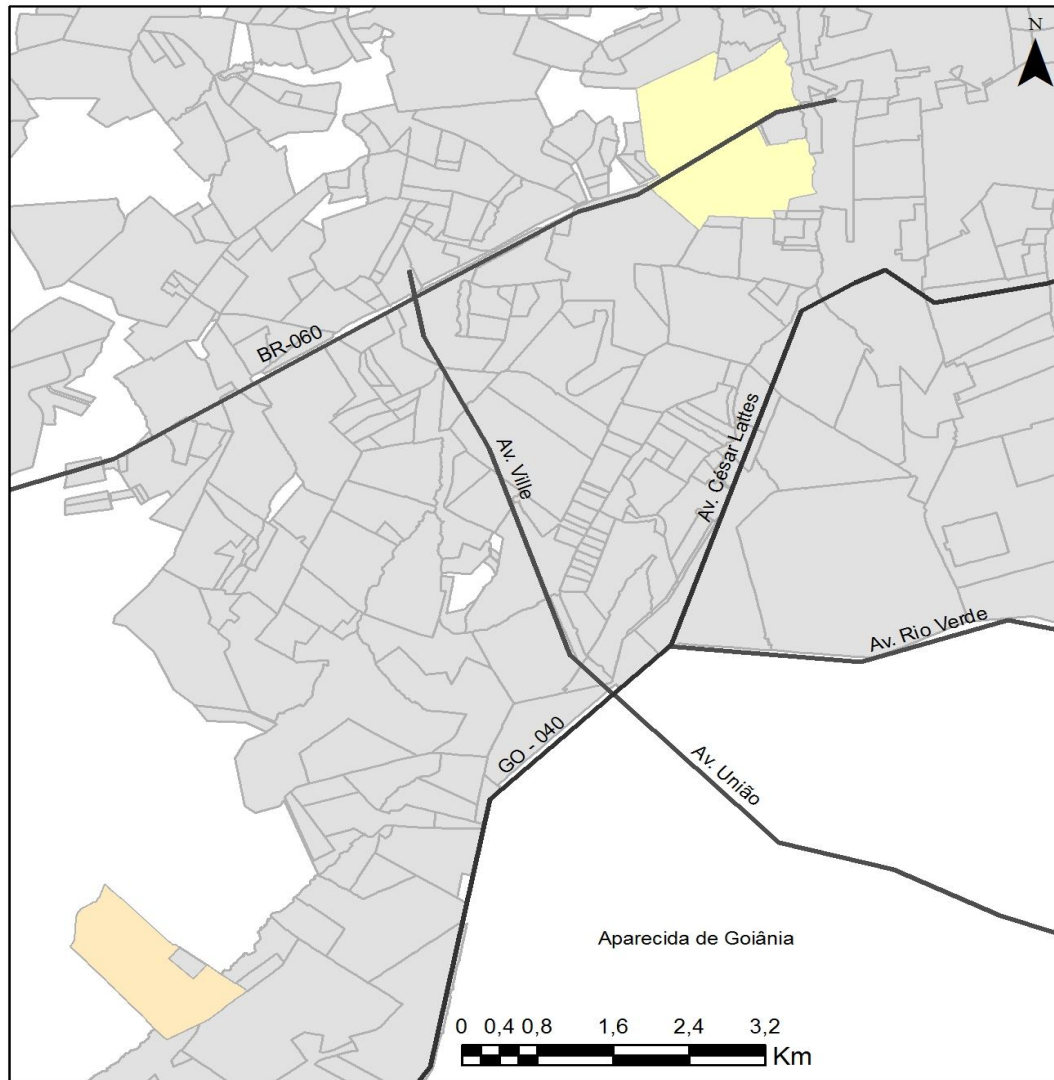 N
BR-060
Av. Ville
Av. César Lattes
Av. Rio Verde
GO - 040
Av. União
Aparecida de Goiânia
0 0,4 0,8 1,6 2,4 3,2
Km